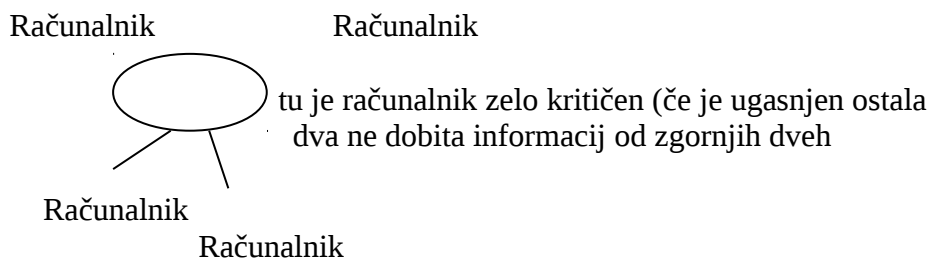 Računalnik Računalnik
tu je računalnik zelo kritičen (če je ugasnjen ostala
dva ne dobita informacij od zgornjih dveh
Računalnik
Računalnik